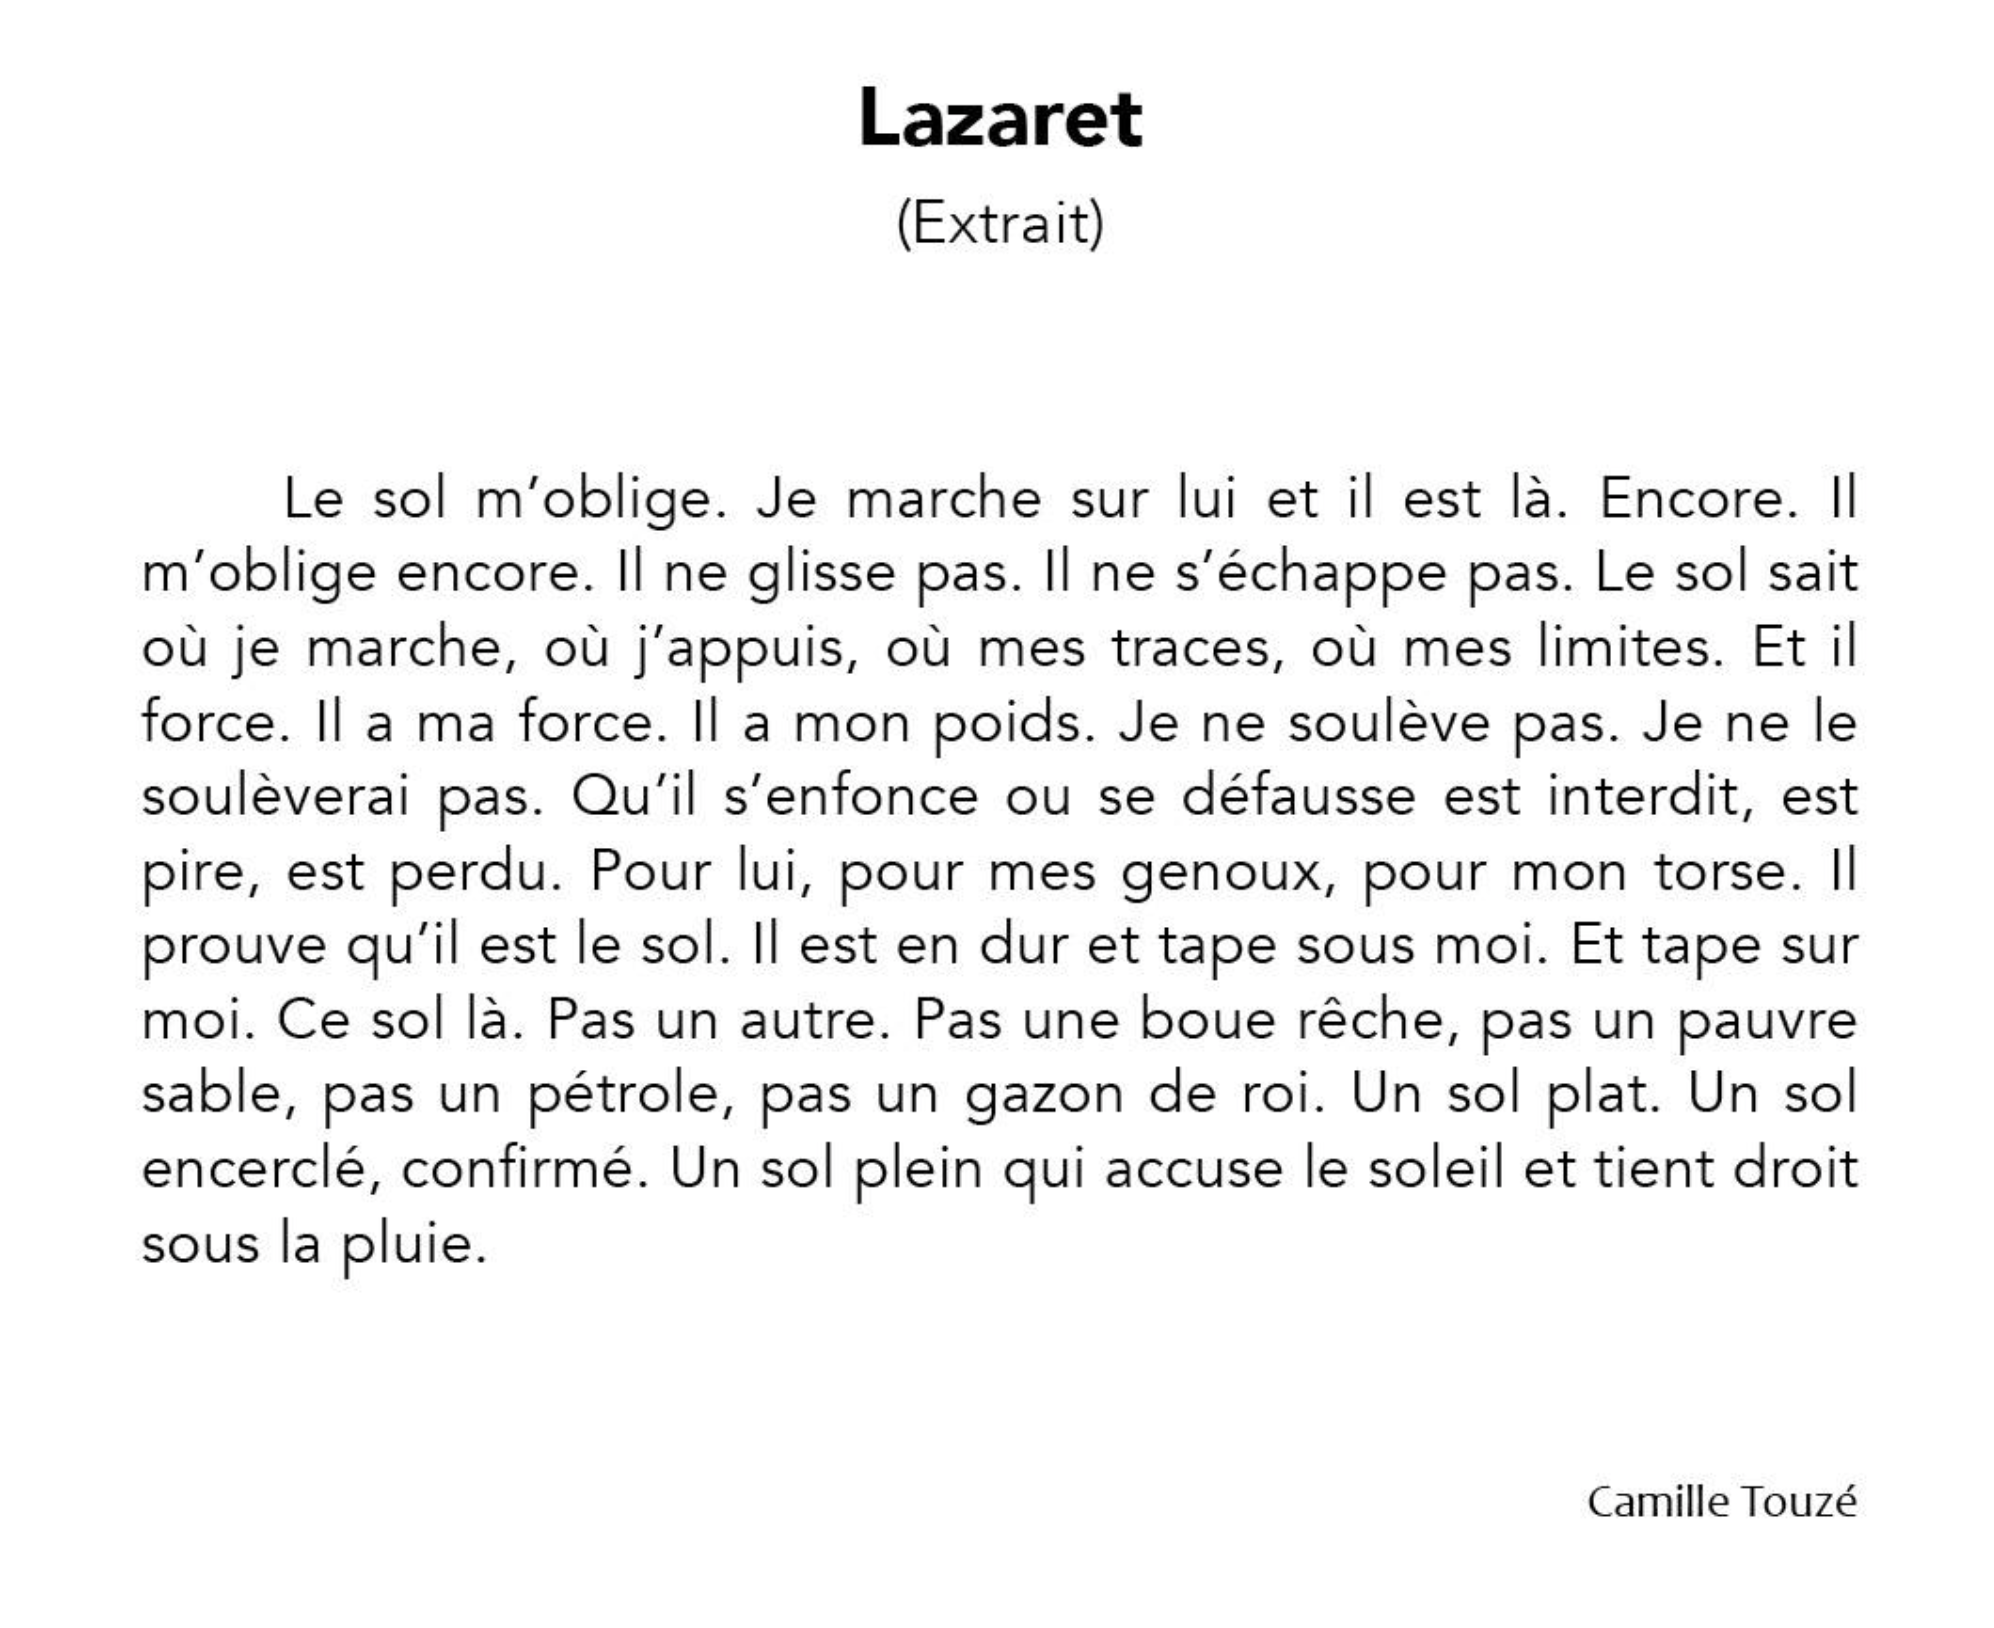 Lazaret
(Extrait)
Le sol m’oblige. Je marche sur lui et il est là. Encore. Il
m’oblige encore. Il ne glisse pas. Il ne s’échappe pas. Le sol sait
où je marche, où j’appuis, où mes traces, où mes limites. Et il
force. Il a ma force. Il a mon poids. Je ne soulève pas. Je ne le
soulèverai pas. Qu’il s’enfonce ou se défausse est interdit, est
pire, est perdu. Pour lui, pour mes genoux, pour mon torse. Il
prouve qu’il est le sol. Il est en dur et tape sous moi. Et tape sur
moi. Ce sol là. Pas un autre. Pas une boue rêche, pas un pauvre
sable, pas un pétrole, pas un gazon de roi. Un sol plat. Un sol
encerclé, confirmé. Un sol plein qui accuse le soleil et tient droit
sous la pluie.
Camille Touzé